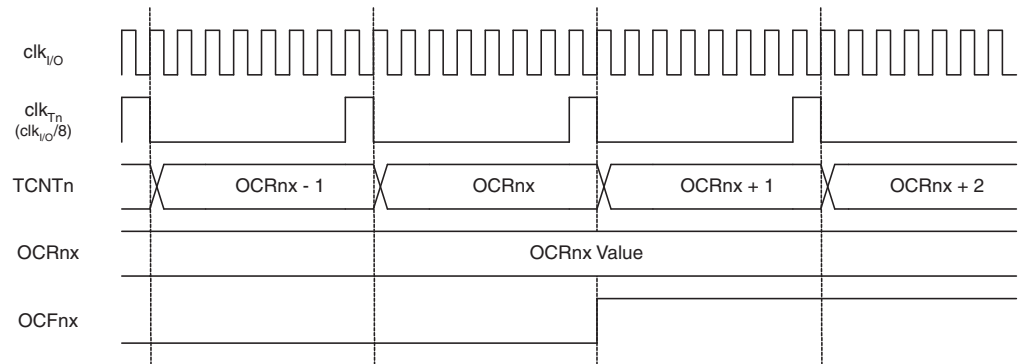 clkI/O
clkTn
(clkI/O/8)
TCNTn OCRnx - 1 OCRnx OCRnx + 1 OCRnx + 2
OCRnx OCRnx Value
OCFnx